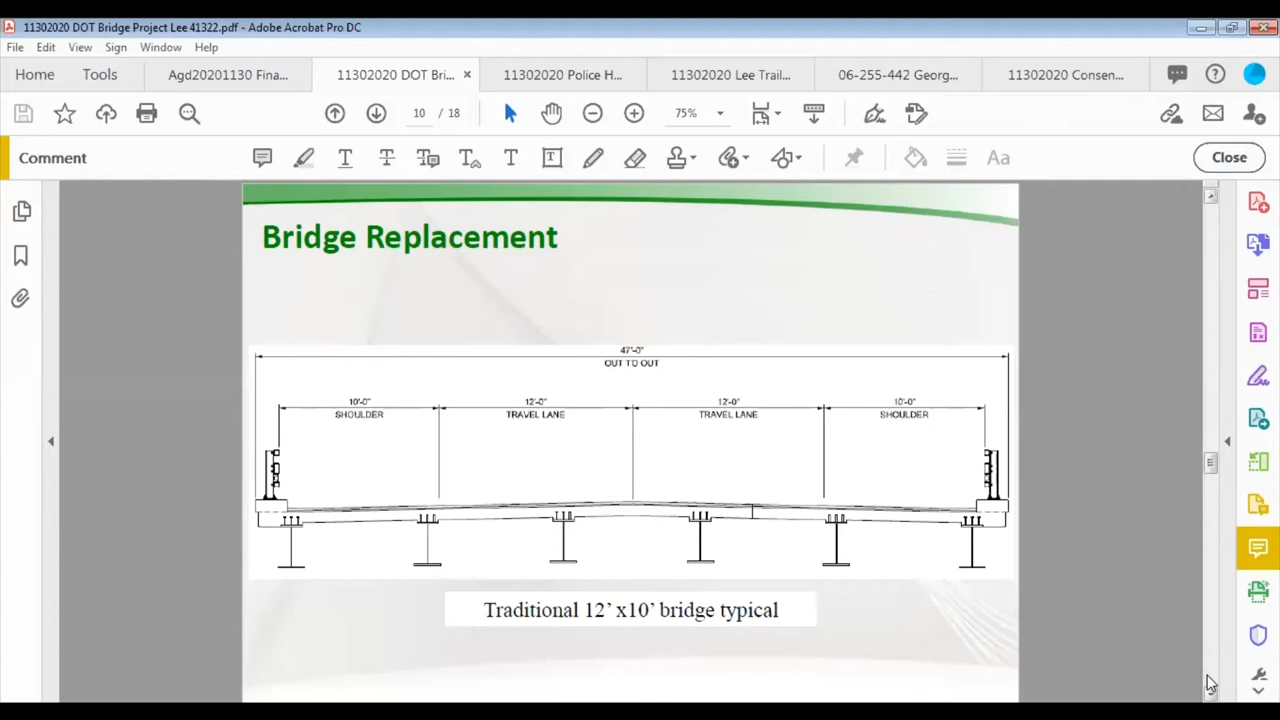 11302020 DOT Bridge Project Lee 41322.pdf - Adobe Acrobat Pro DC
File Edit View Sign Window Help
Home Tools Agd20201130 Fina... 11302020 DOT Bri... × 11302020 Police H... 11302020 Lee Trail... 06-255-442 Georg... 11302020 Consen...
10 / 18 75%
Comment Close
Bridge Replacement
47'-0"
OUT TO OUT
10'-0" 12'-0" 12'-0" 10'-0"
SHOULDER TRAVEL LANE TRAVEL LANE SHOULDER
Traditional 12’ x10’ bridge typical